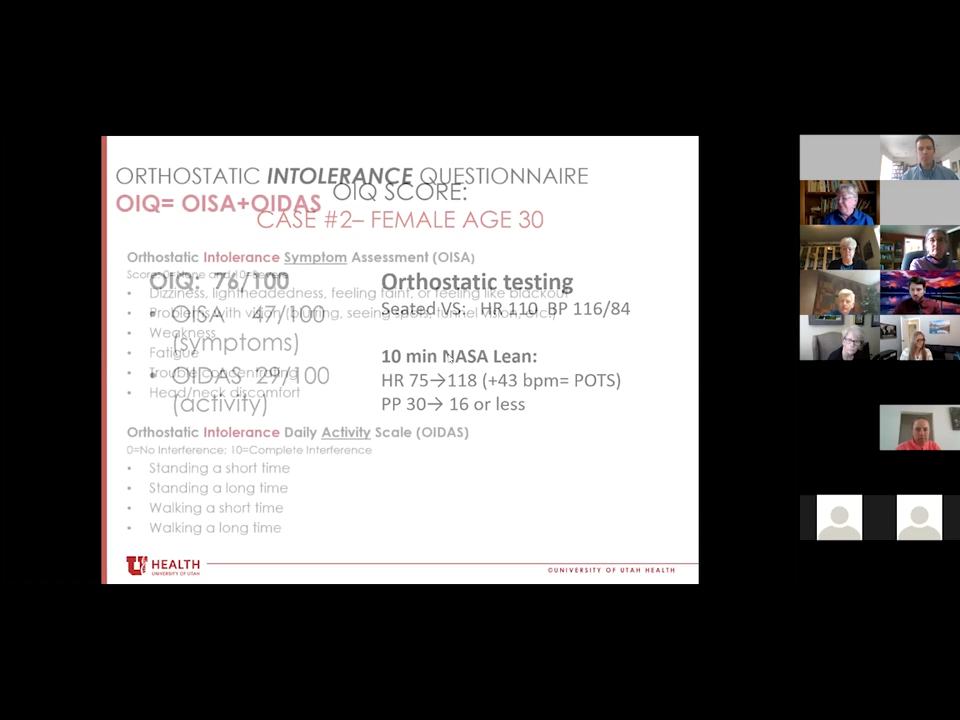 ORTHOSTATIC INTOLERANCE QUESTIONNAIRE
OIQ= OISA+OIDAS
OIQ SCORE:
CASE #2– FEMALE AGE 30
Orthostatic Intolerance Symptom Assessment (OISA)
Score: 0=None and 10=Severe
• Dizziness, lightheadedness, feeling faint, or feeling like blackout
• Problems with vision (blurring, seeing spots, tunnel vision, etc.)
• Weakness
• Fatigue
• Trouble concentrating
• Head/neck discomfort
Orthostatic Intolerance Daily Activity Scale (OIDAS)
0=No Interference; 10=Complete Interference
• Standing a short time
• Standing a long time
• Walking a short time
• Walking a long time
OIQ: 76/100
• OISA 47/100
(symptoms)
• OIDAS 29/100
(activity)
Orthostatic testing
Seated VS: HR 110 BP 116/84
10 min NASA Lean:
HR 75→118 (+43 bpm= POTS)
PP 30→ 16 or less
U HEALTH
UNIVERSITY OF UTAH
©UNIVERSITY OF UTAH HEALTH